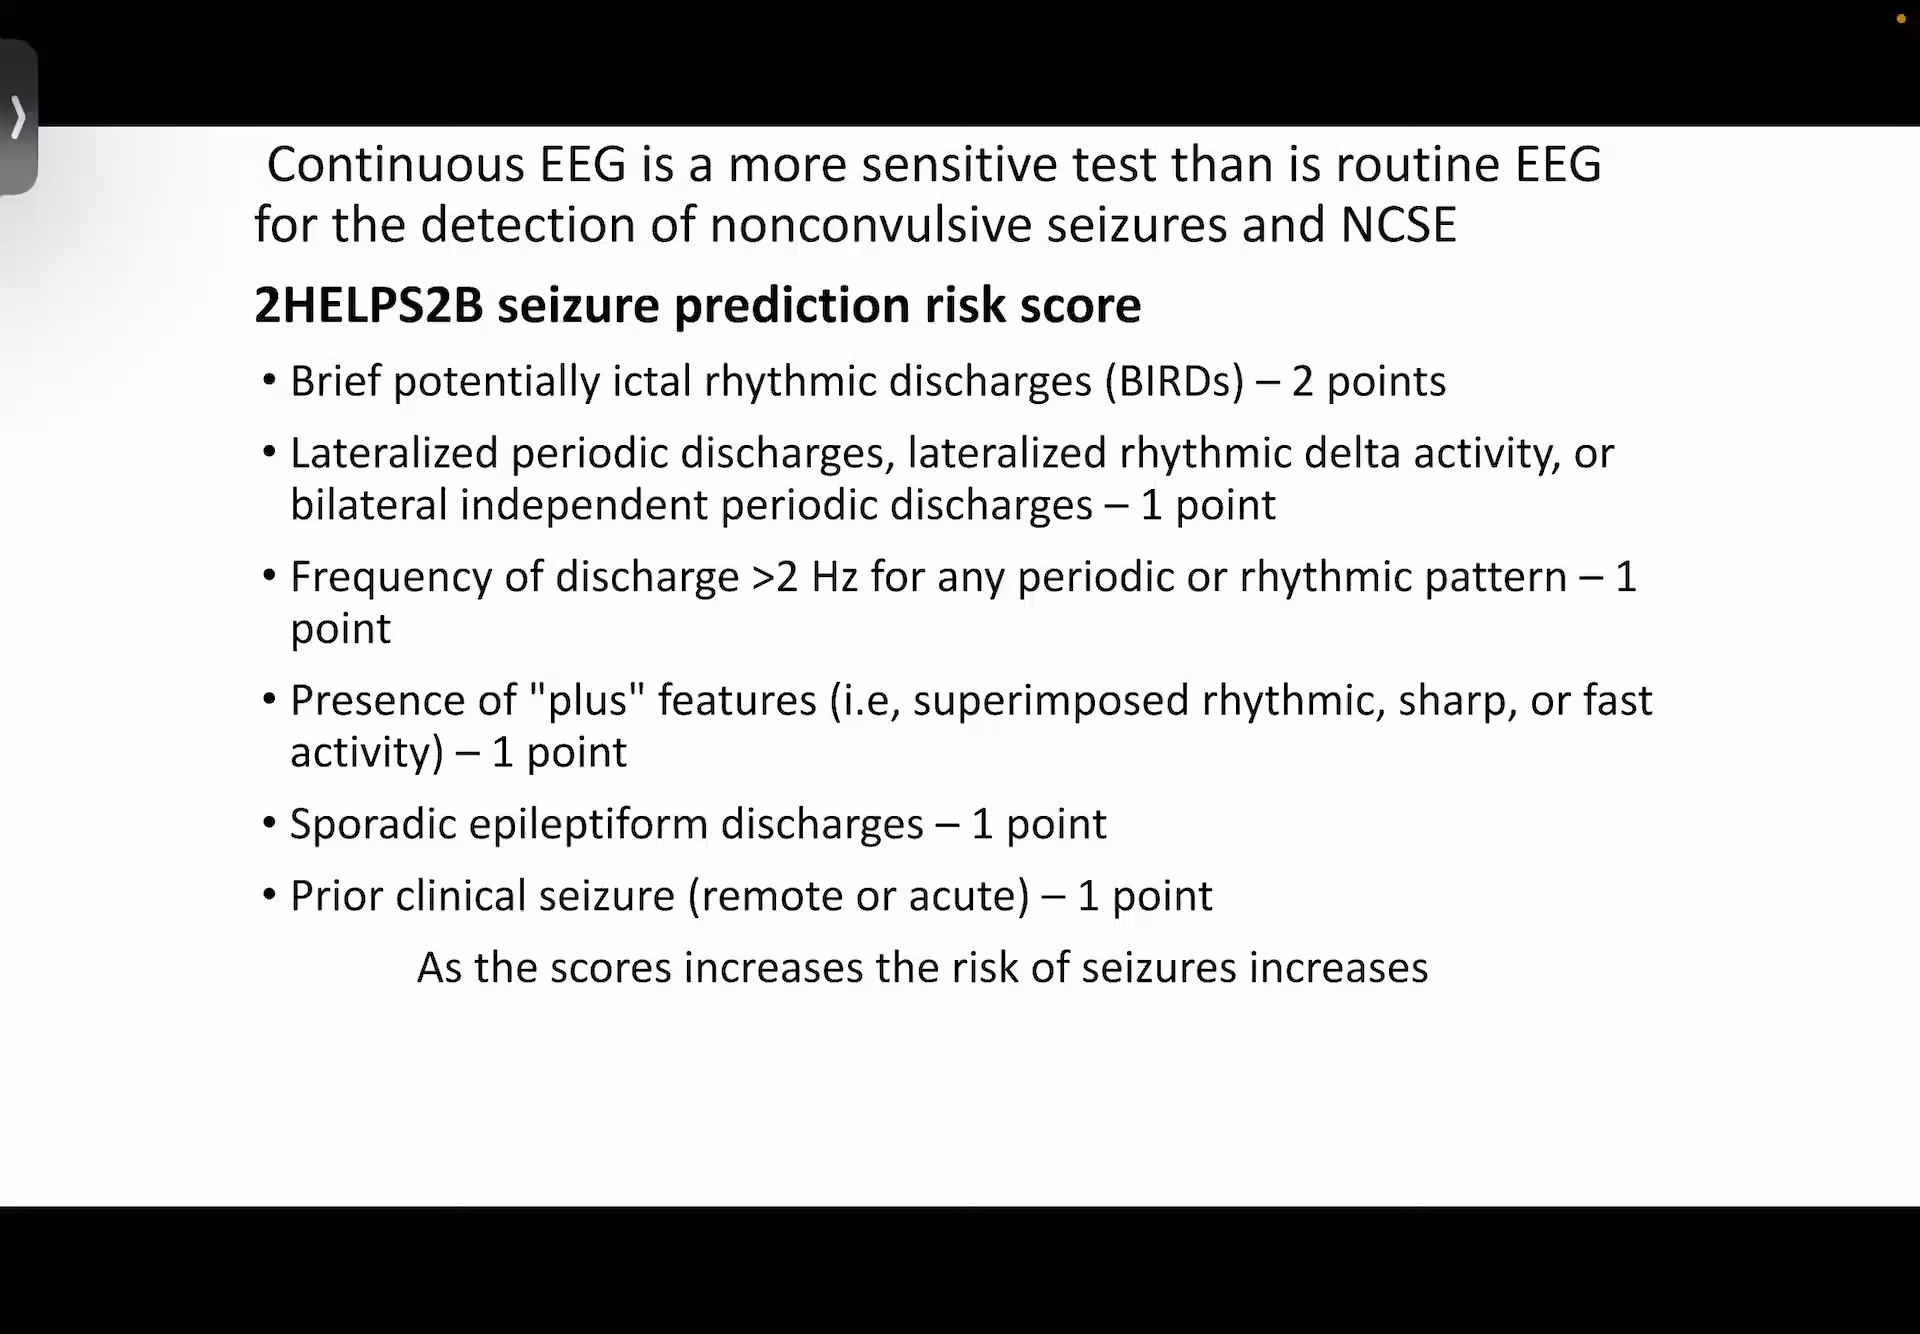 Continuous EEG is a more sensitive test than is routine EEG
for the detection of nonconvulsive seizures and NCSE
2HELPS2B seizure prediction risk score
• Brief potentially ictal rhythmic discharges (BIRDs) – 2 points
• Lateralized periodic discharges, lateralized rhythmic delta activity, or
bilateral independent periodic discharges – 1 point
• Frequency of discharge >2 Hz for any periodic or rhythmic pattern – 1
point
• Presence of "plus" features (i.e, superimposed rhythmic, sharp, or fast
activity) – 1 point
• Sporadic epileptiform discharges – 1 point
• Prior clinical seizure (remote or acute) – 1 point
As the scores increases the risk of seizures increases